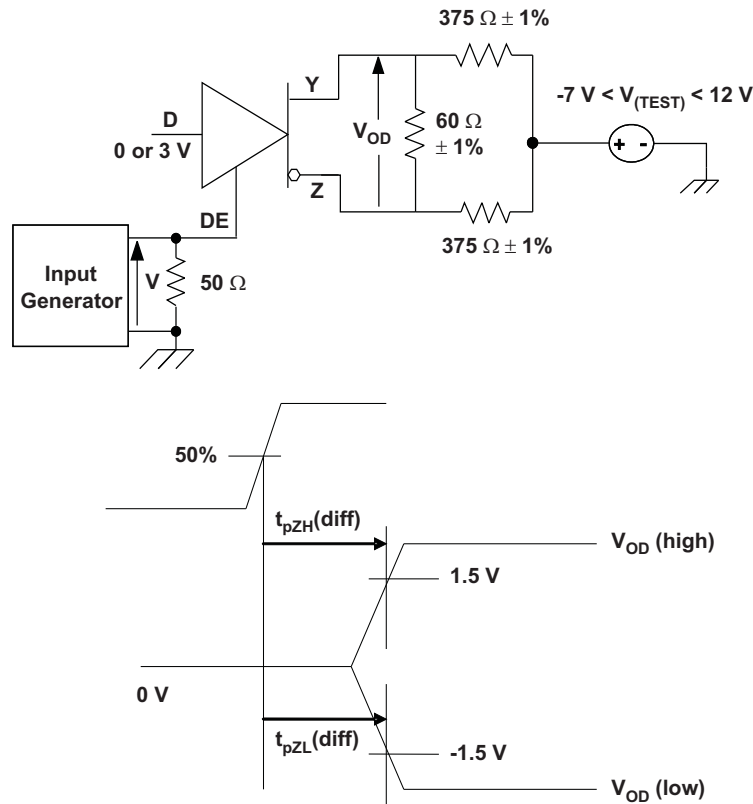 375 Ω ± 1%
Y
-7 V < V(TEST) < 12 V
D
VOD
60 Ω
± 1%
0 or 3 V
+ -
Z
DE
375 Ω ± 1%
Input
Generator
V
50 Ω
50%
tpZH(diff)
VOD (high)
1.5 V
0 V
tpZL(diff)
-1.5 V
VOD (low)